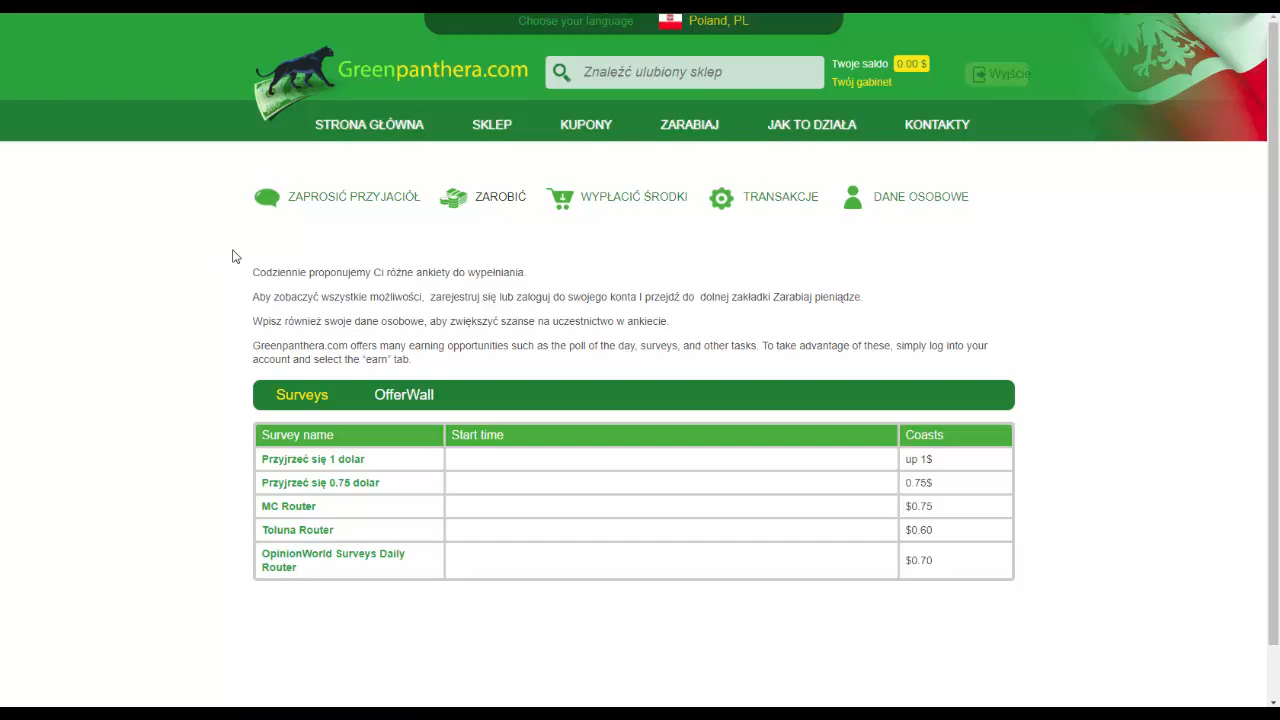 Choose your language Poland, PL
Greenpanthera.com
Znaleźć ulubiony sklep
Twoje saldo 0.00 $
Twój gabinet
Wyjście
STRONA GŁÓWNA SKLEP KUPONY ZARABIAJ JAK TO DZIAŁA KONTAKTY
ZAPROSIĆ PRZYJACIÓŁ ZAROBIĆ WYPŁACIĆ ŚRODKI TRANSAKCJE DANE OSOBOWE
Codziennie proponujemy Ci różne ankiety do wypełniania.
Aby zobaczyć wszystkie możliwości, zarejestruj się lub zaloguj do swojego konta I przejdź do dolnej zakładki Zarabiaj pieniądze.
Wpisz również swoje dane osobowe, aby zwiększyć szanse na uczestnictwo w ankiecie.
Greenpanthera.com offers many earning opportunities such as the poll of the day, surveys, and other tasks. To take advantage of these, simply log into your
account and select the “earn” tab.
Surveys OfferWall
Survey name Start time Coasts
Przyjrzeć się 1 dolar up 1$
Przyjrzeć się 0.75 dolar 0.75$
MC Router $0.75
Toluna Router $0.60
OpinionWorld Surveys Daily
Router $0.70